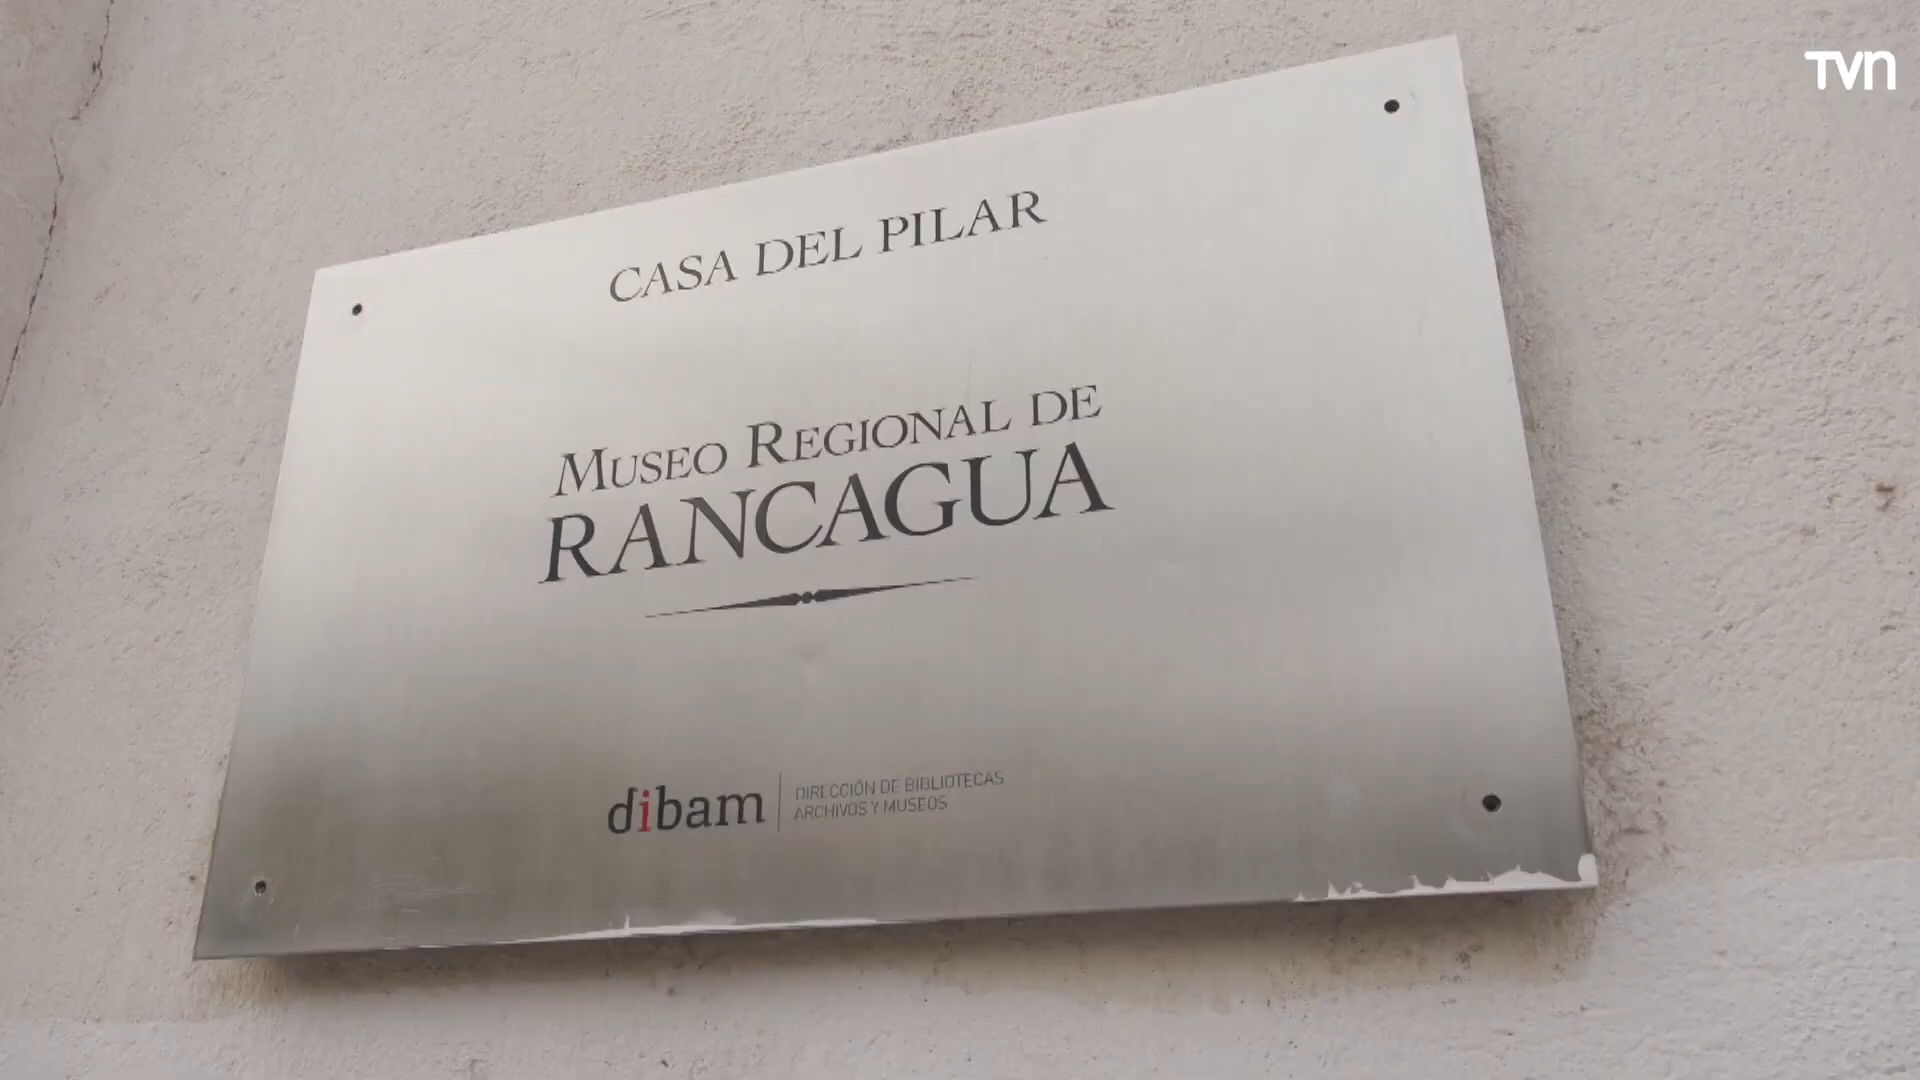 TVN
CASA DEL PILAR
MUSEO REGIONAL DE
RANCAGUA
dibam
DIRECCIÓN DE BIBLIOTECAS
ARCHIVOS Y MUSEOS